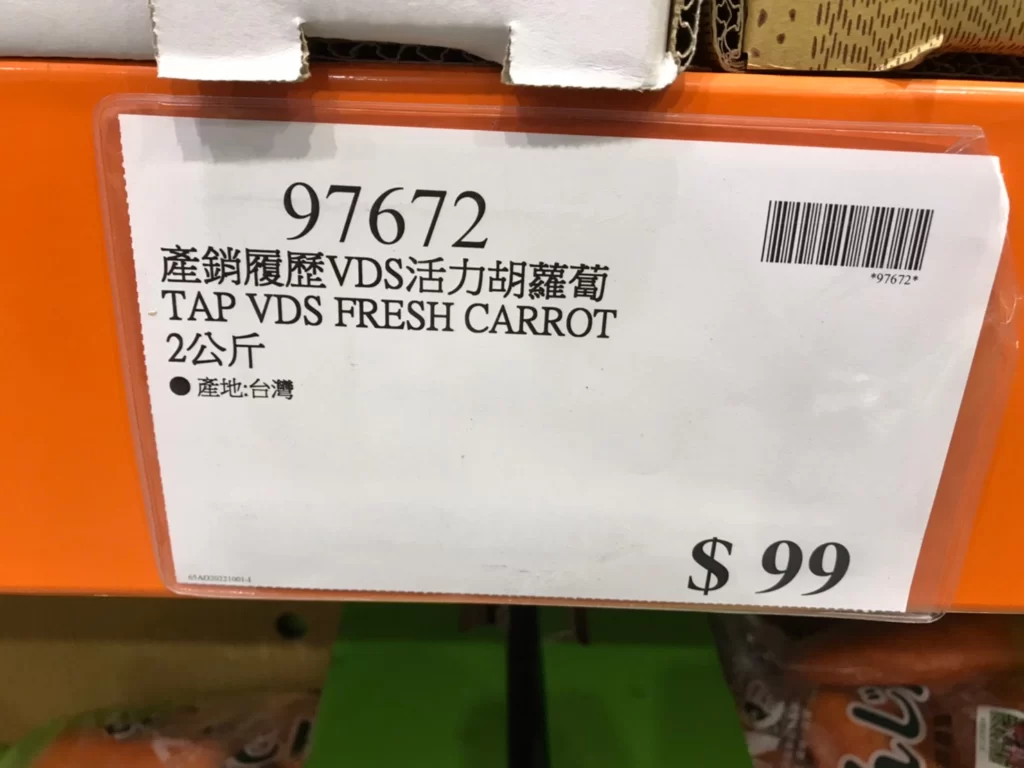 97672
*97672*
產銷履歷VDS活力胡蘿蔔
TAP VDS FRESH CARROT
2公斤
● 產地:台灣
$ 99